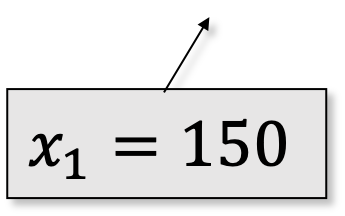 x₁ = 150